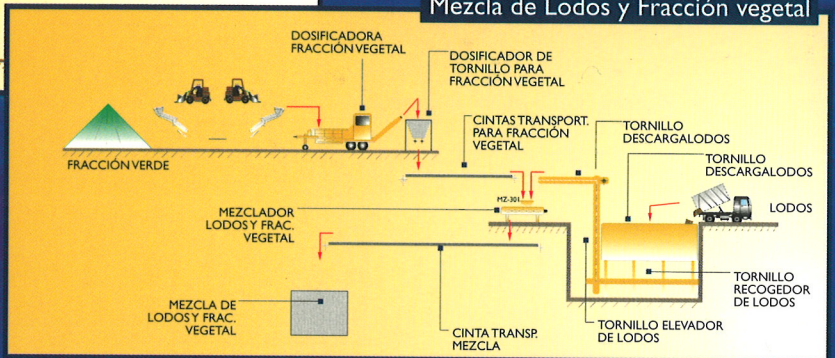 Mezcla de Lodos y Fracción vegetal
DOSIFICADORA
FRACCIÓN VEGETAL
DOSIFICADOR DE
TORNILLO PARA
FRACCIÓN VEGETAL
CINTAS TRANSPORT.
PARA FRACCIÓN
VEGETAL
TORNILLO
DESCARGALODOS
TORNILLO
DESCARGALODOS
FRACCIÓN VERDE
LODOS
MZ-301
MEZCLADOR
LODOS Y FRAC.
VEGETAL
TORNILLO
RECOGEDOR
DE LODOS
MEZCLA DE
LODOS Y FRAC.
VEGETAL
CINTA TRANSP.
MEZCLA
TORNILLO ELEVADOR
DE LODOS